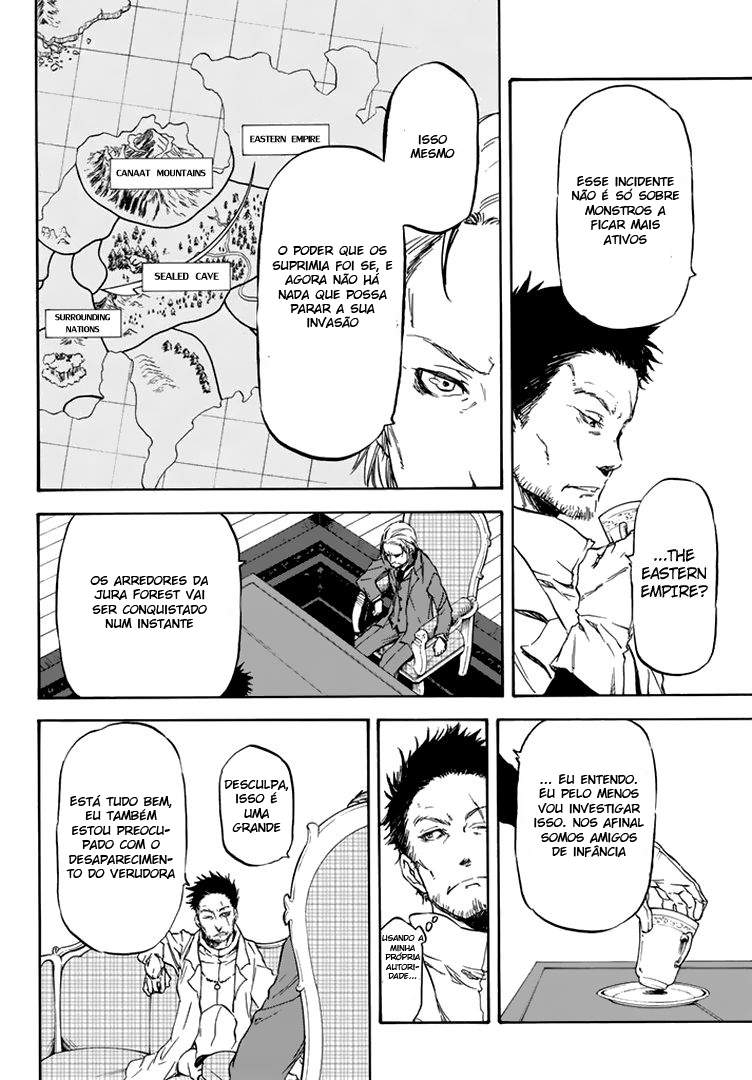 ESSE INCIDENTE
NÃO É SÓ SOBRE
MONSTROS A
FICAR MAIS
ATIVOS
...THE
EASTERN
EMPIRE?
ISSO
MESMO
O PODER QUE OS
SUPRIMIA FOI SE, E
AGORA NÃO HÁ
NADA QUE POSSA
PARAR A SUA
INVASÃO
EASTERN EMPIRE
CANAAT MOUNTAINS
SEALED CAVE
SURROUNDING
NATIONS
OS ARREDORES DA
JURA FOREST VAI
SER CONQUISTADO
NUM INSTANTE
... EU ENTENDO.
EU PELO MENOS
VOU INVESTIGAR
ISSO. NOS AFINAL
SOMOS AMIGOS
DE INFÂNCIA
USANDO A
MINHA
PRÓPRIA
AUTORI-
DADE...
DESCULPA,
ISSO É
UMA
GRANDE
ESTÁ TUDO BEM,
EU TAMBÉM
ESTOU PREOCU-
PADO COM O
DESAPARECIMEN-
TO DO VERUDORA